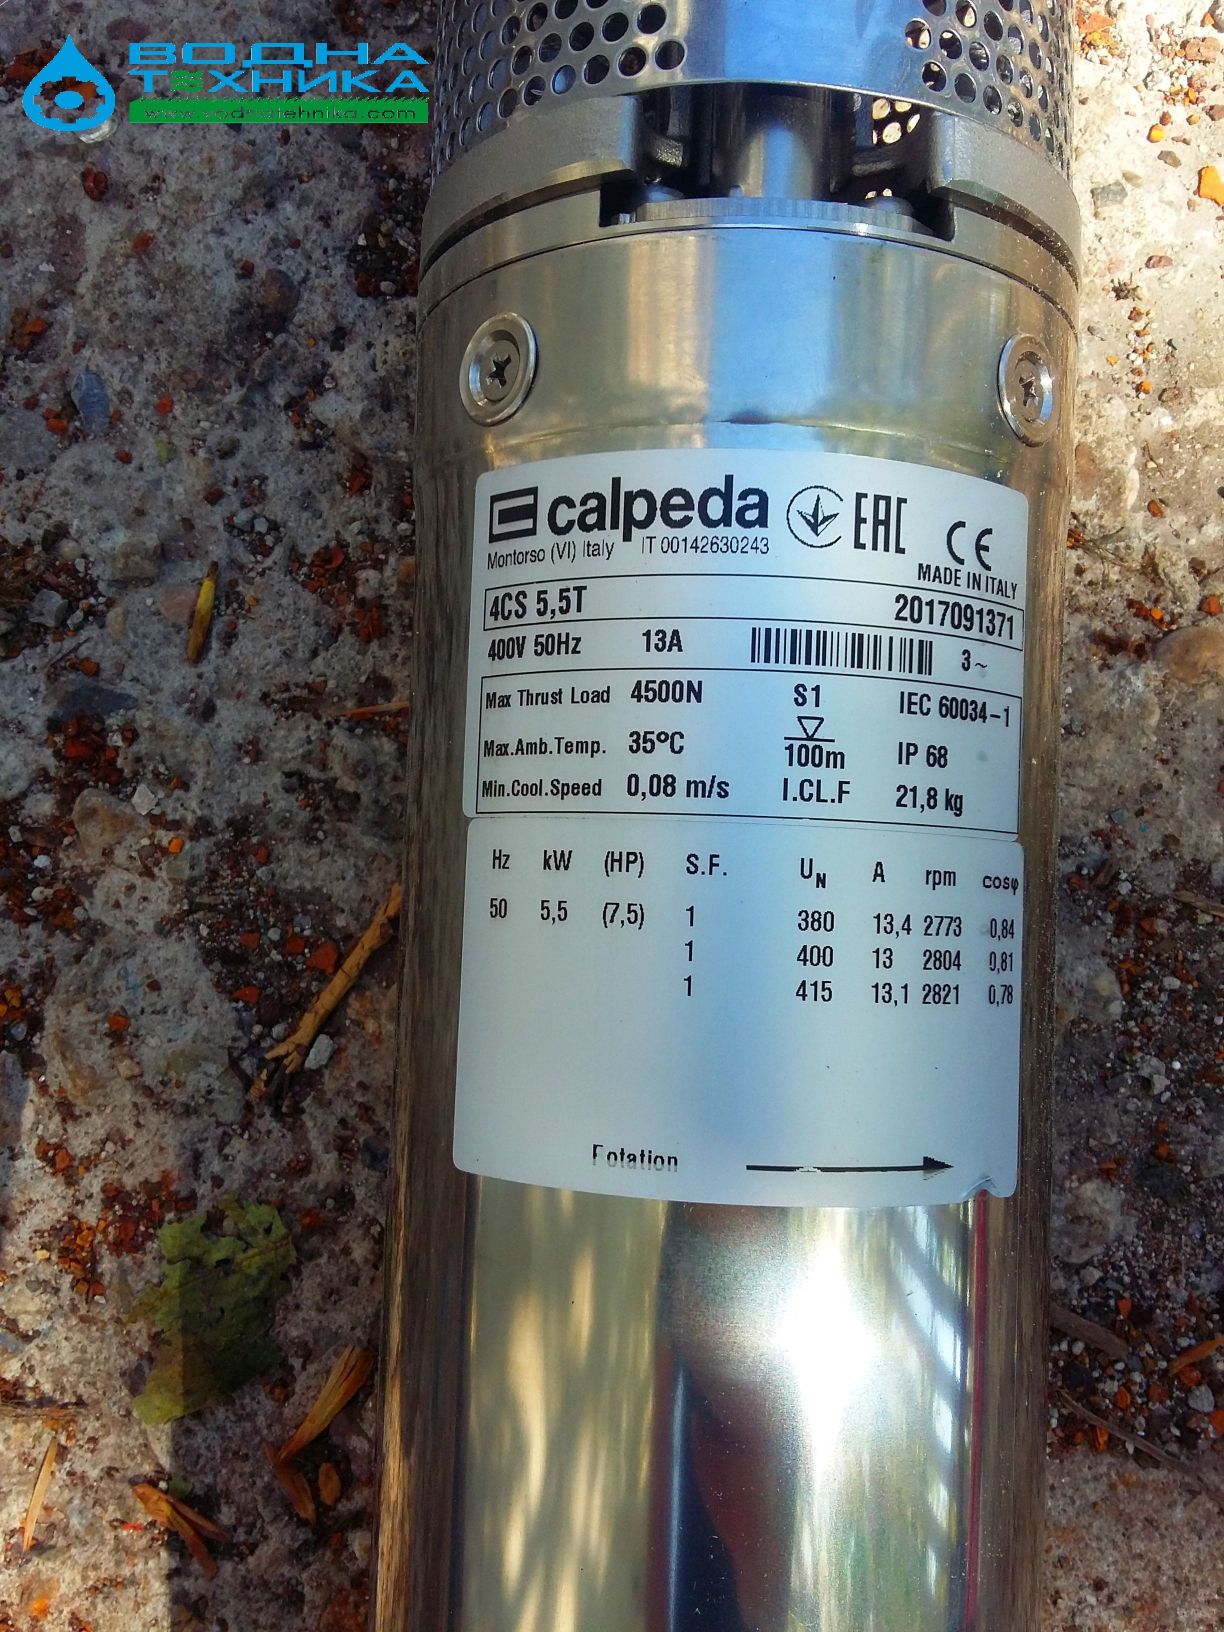 ВОДНА
ТЕХНИКА
www.vodnatehnika.com
calpeda EAC CE
Montorso (VI) Italy IT 00142630243
MADE IN ITALY
4CS 5,5T 2017091371
400V 50Hz 13A 3~
Max Thrust Load 4500N S1 IEC 60034-1
Max.Amb.Temp. 35°C 100m IP 68
Min.Cool.Speed 0,08 m/s I.CL.F 21,8 kg
Hz kW (HP) S.F. UN A rpm cosφ
50 5,5 (7,5) 1 380 13,4 2773 0,84
1 400 13 2804 0,81
1 415 13,1 2821 0,78
Rotation